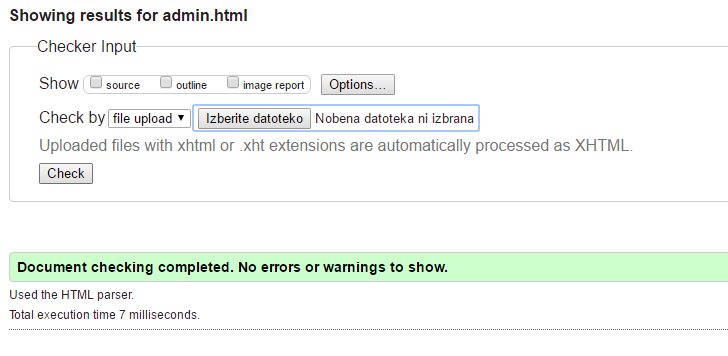 Showing results for admin.html
Checker Input
Show source outline image report Options...
Check by file upload Izberite datoteko Nobena datoteka ni izbrana
Uploaded files with xhtml or .xht extensions are automatically processed as XHTML.
Check
Document checking completed. No errors or warnings to show.
Used the HTML parser.
Total execution time 7 milliseconds.